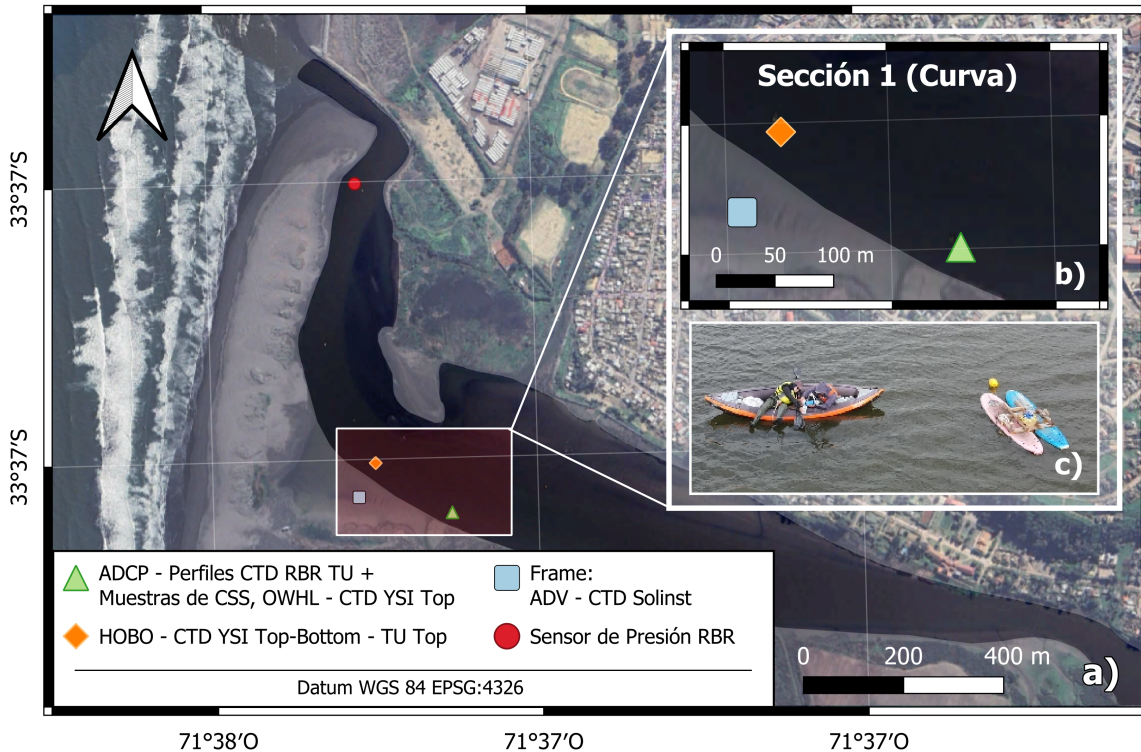 Sección 1 (Curva)
0 50 100 m
b)
c)
33°37′S
33°37′S
ADCP - Perfiles CTD RBR TU +
Muestras de CSS, OWHL - CTD YSI Top
HOBO - CTD YSI Top-Bottom - TU Top
Frame:
ADV - CTD Solinst
Sensor de Presión RBR
Datum WGS 84 EPSG:4326
0 200 400 m
a)
71°38′O 71°37′O 71°37′O